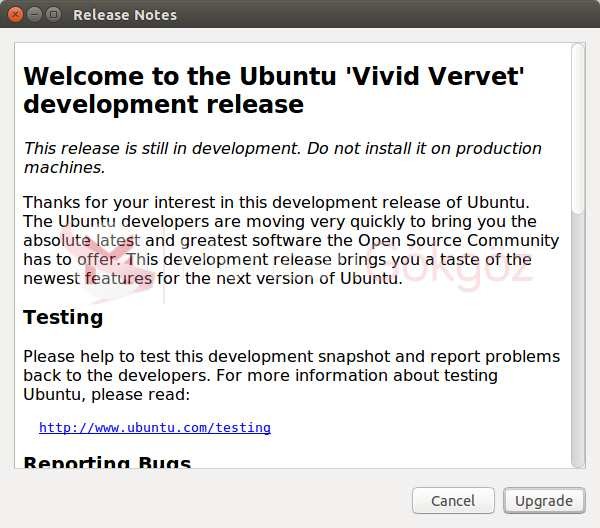 Release Notes
Welcome to the Ubuntu 'Vivid Vervet'
development release
This release is still in development. Do not install it on production
machines.
Thanks for your interest in this development release of Ubuntu.
The Ubuntu developers are moving very quickly to bring you the
absolute latest and greatest software the Open Source Community
has to offer. This development release brings you a taste of the
newest features for the next version of Ubuntu.
Testing
Please help to test this development snapshot and report problems
back to the developers. For more information about testing
Ubuntu, please read:
http://www.ubuntu.com/testing
Reporting Bugs
Cancel
Upgrade